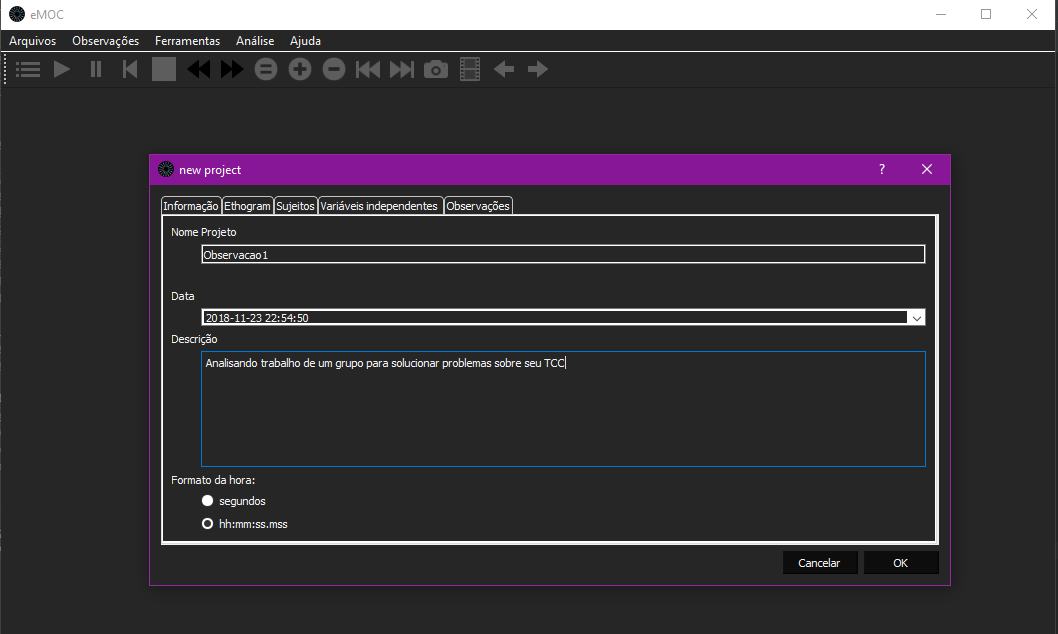 eMOC
Arquivos Observações Ferramentas Análise Ajuda
new project ?
Informação Ethogram Sujeitos Variáveis independentes Observações
Nome Projeto
Observacao1
Data
2018-11-23 22:54:50
Descrição
Analisando trabalho de um grupo para solucionar problemas sobre seu TCC
Formato da hora:
segundos
hh:mm:ss.mss
Cancelar OK